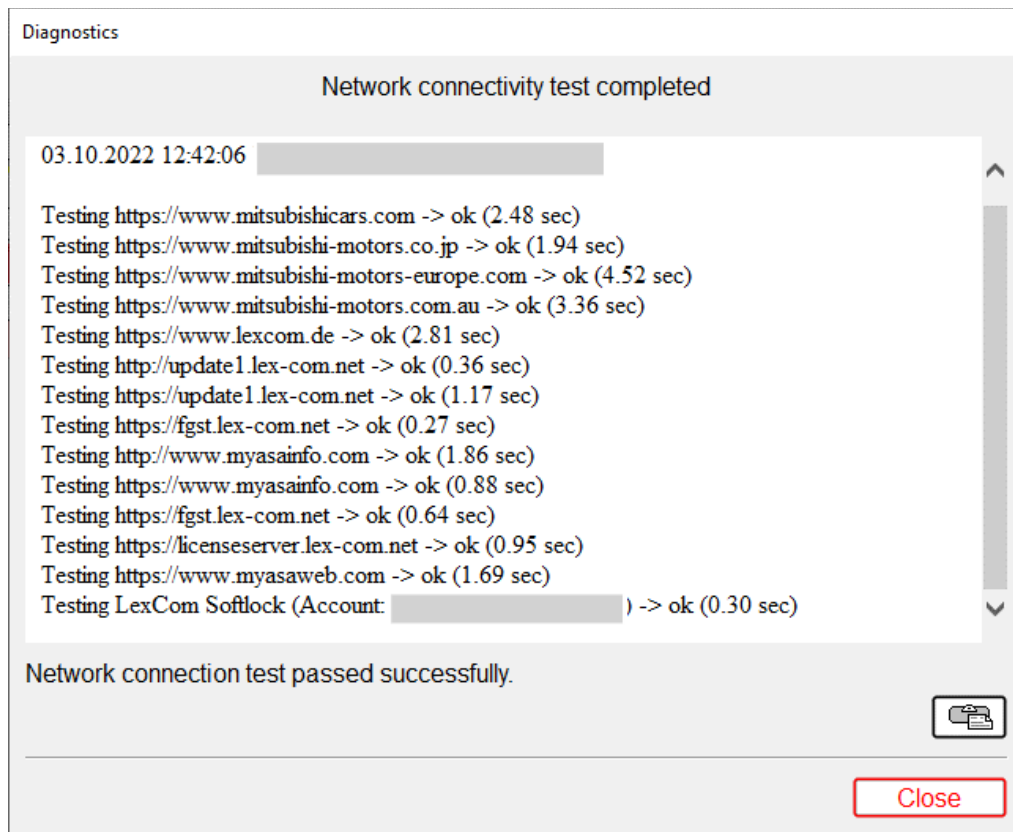 Diagnostics
Network connectivity test completed
03.10.2022 12:42:06
Testing https://www.mitsubishicars.com -> ok (2.48 sec)
Testing https://www.mitsubishi-motors.co.jp -> ok (1.94 sec)
Testing https://www.mitsubishi-motors-europe.com -> ok (4.52 sec)
Testing https://www.mitsubishi-motors.com.au -> ok (3.36 sec)
Testing https://www.lexcom.de -> ok (2.81 sec)
Testing http://update1.lex-com.net -> ok (0.36 sec)
Testing https://update1.lex-com.net -> ok (1.17 sec)
Testing https://fgst.lex-com.net -> ok (0.27 sec)
Testing http://www.myasainfo.com -> ok (1.86 sec)
Testing https://www.myasainfo.com -> ok (0.88 sec)
Testing https://fgst.lex-com.net -> ok (0.64 sec)
Testing https://licenseserver.lex-com.net -> ok (0.95 sec)
Testing https://www.myasaweb.com -> ok (1.69 sec)
Testing LexCom Softlock (Account: ) -> ok (0.30 sec)
Network connection test passed successfully.
Close